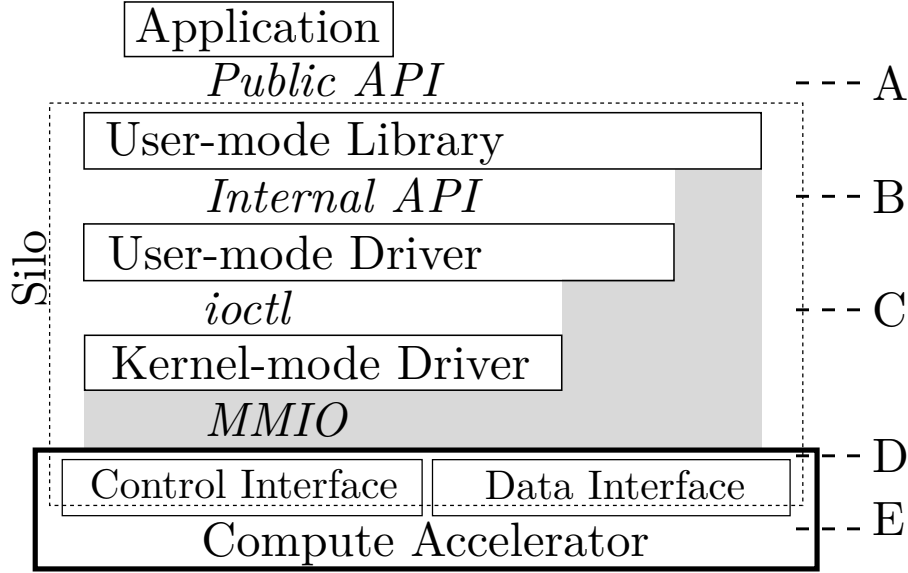 Application
Public API
A
User-mode Library
Internal API
B
User-mode Driver
Silo
ioctl
C
Kernel-mode Driver
MMIO
D
Control Interface
Data Interface
E
Compute Accelerator